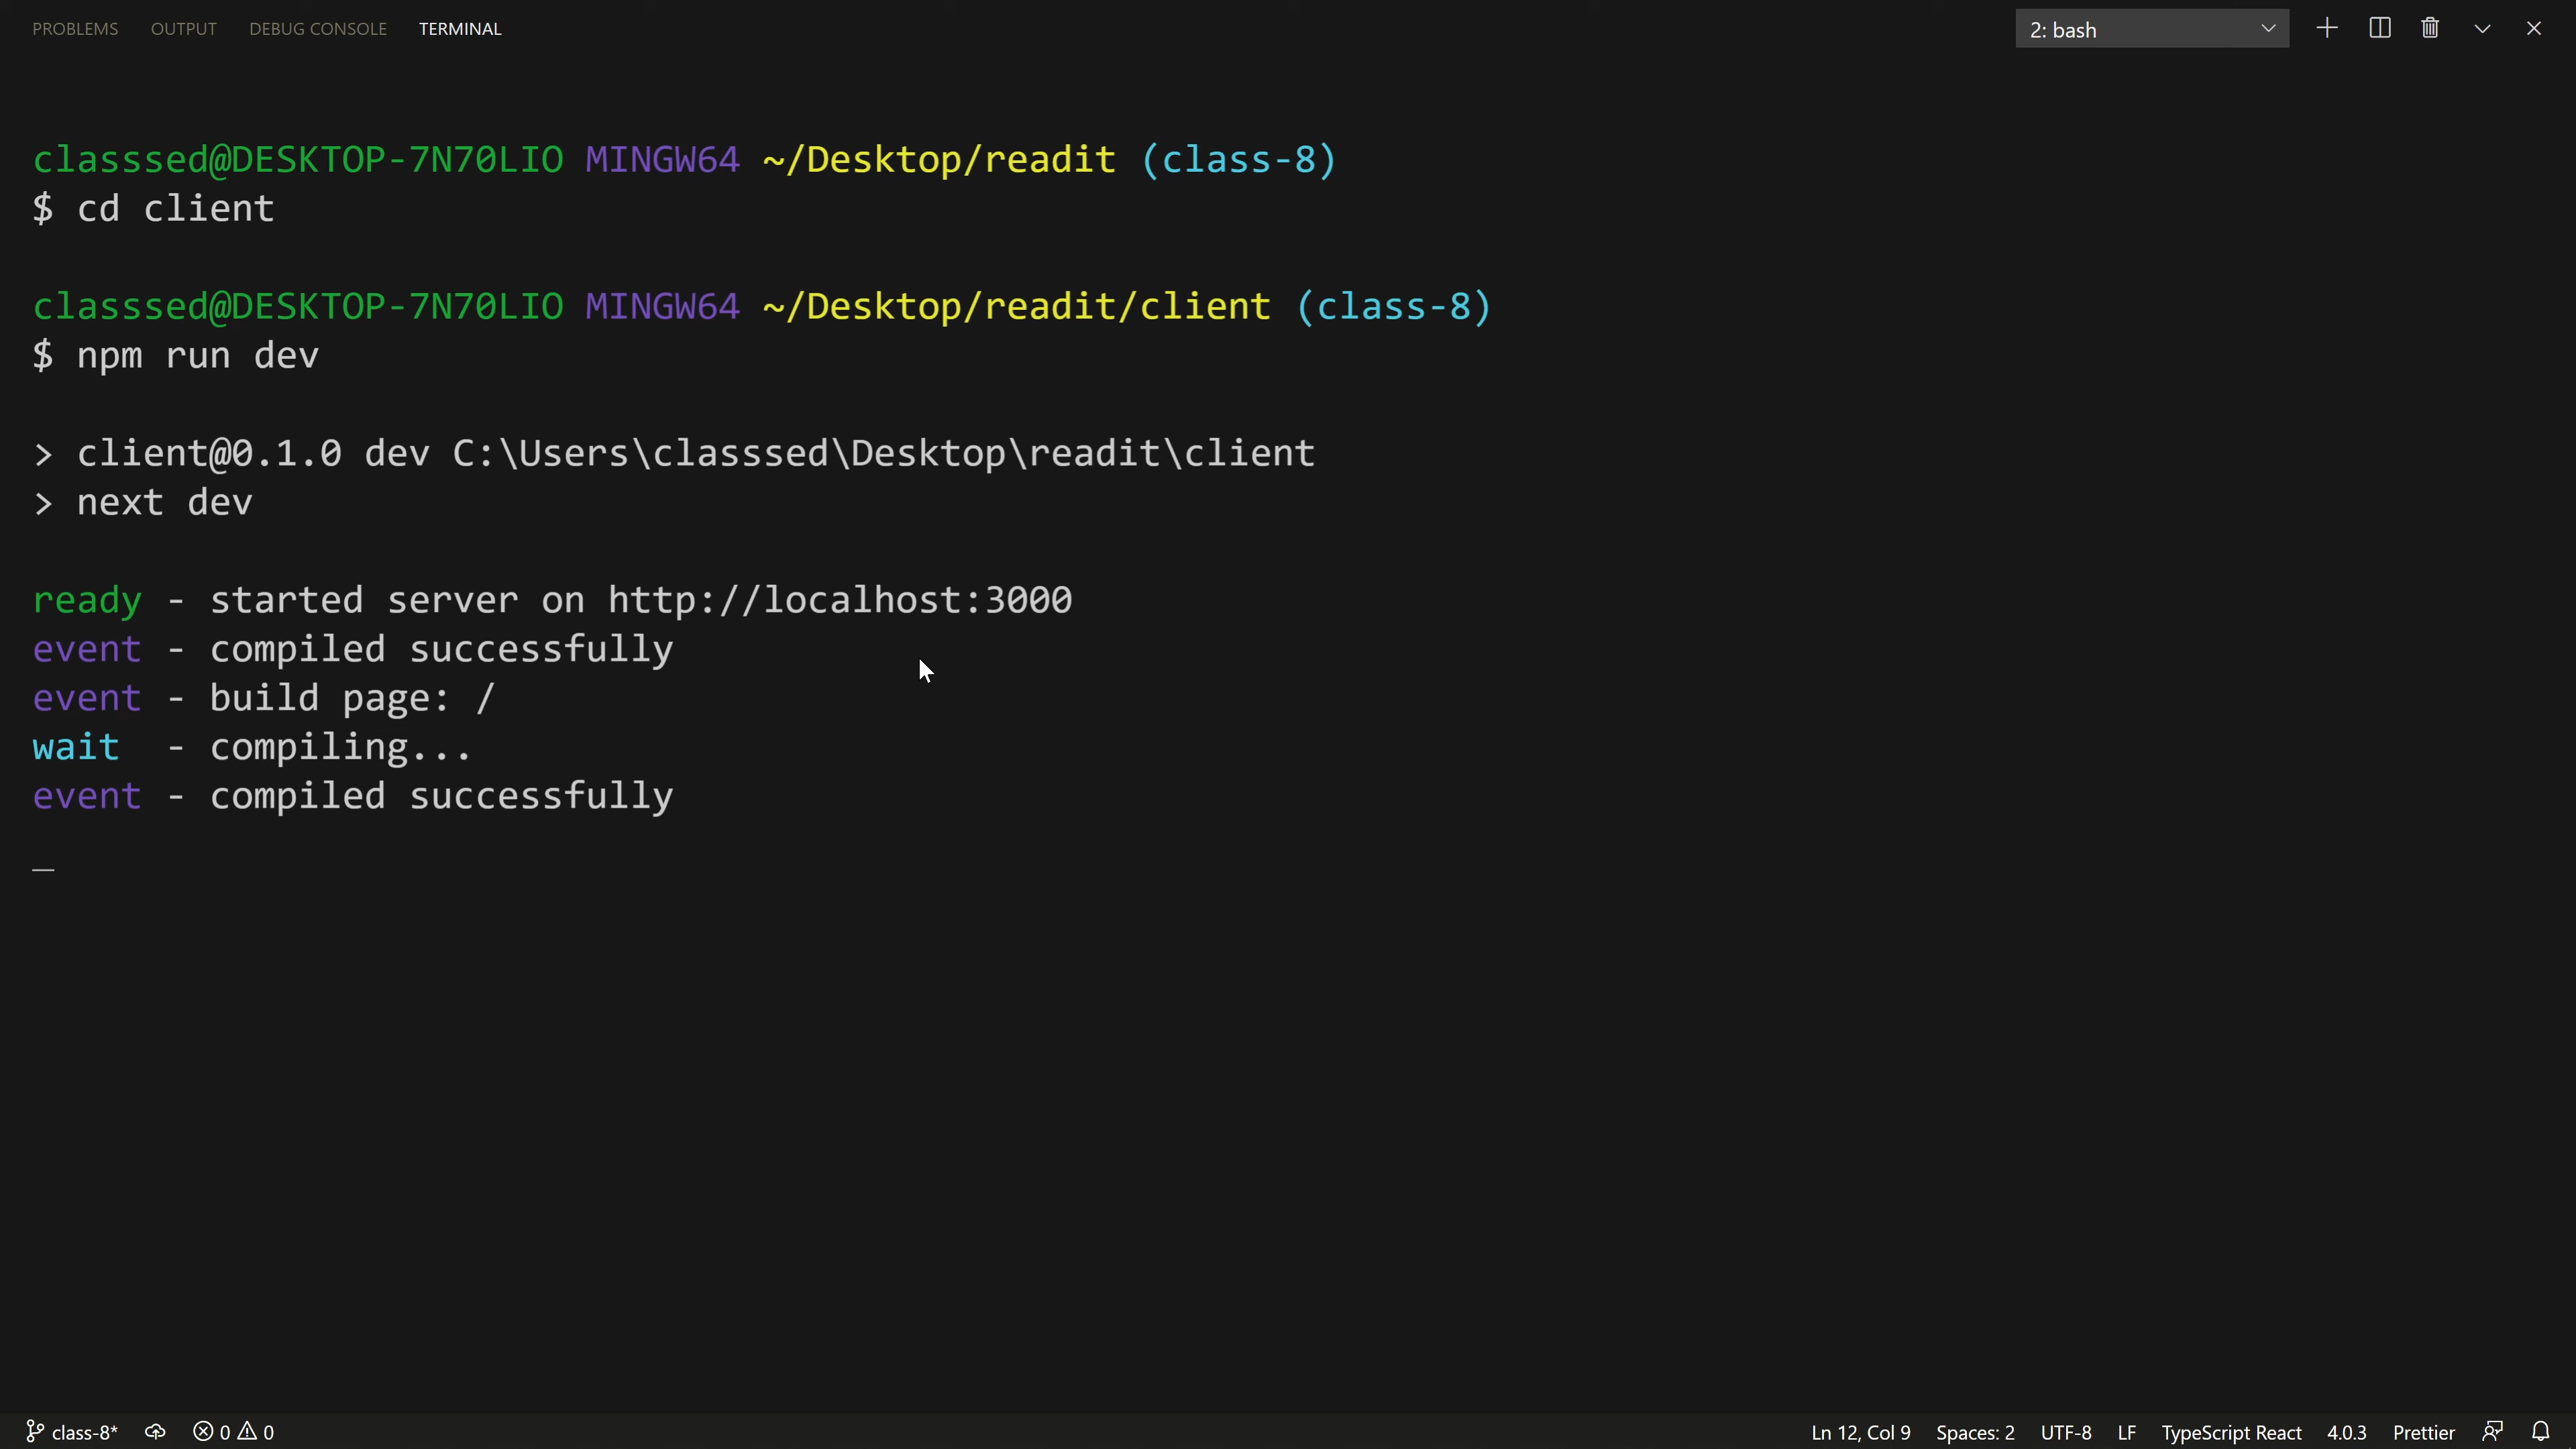 PROBLEMS OUTPUT DEBUG CONSOLE TERMINAL 2: bash
classsed@DESKTOP-7N70LIO MINGW64 ~/Desktop/readit (class-8)
$ cd client
classsed@DESKTOP-7N70LIO MINGW64 ~/Desktop/readit/client (class-8)
$ npm run dev
> client@0.1.0 dev C:\Users\classsed\Desktop\readit\client
> next dev
ready - started server on http://localhost:3000
event - compiled successfully
event - build page: /
wait  - compiling...
event - compiled successfully
class-8* 0 0 Ln 12, Col 9 Spaces: 2 UTF-8 LF TypeScript React 4.0.3 Prettier